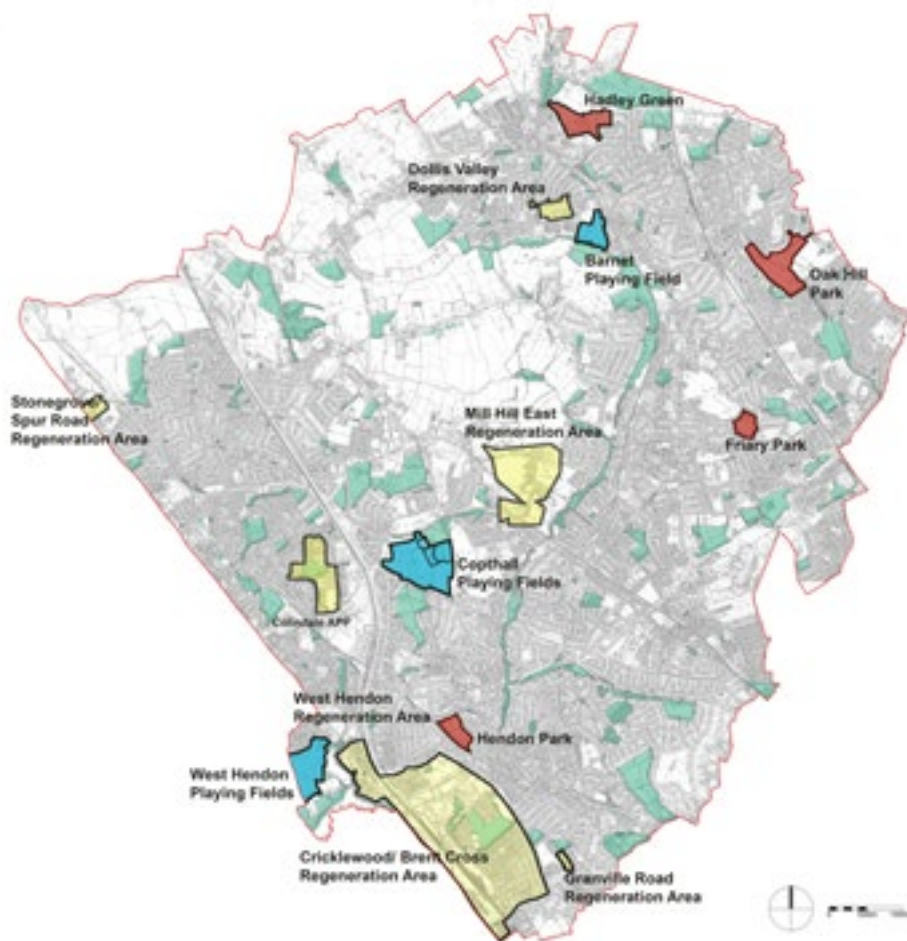 Hadley Green
Dollis Valley
Regeneration Area
Barnet
Playing Field
Oak Hill
Park
Stonegrove
Spur Road
Regeneration Area
Mill Hill East
Regeneration Area
Friary Park
Copthall
Playing Fields
Colindale APP
West Hendon
Regeneration Area
Hendon Park
West Hendon
Playing Fields
Cricklewood/ Brent Cross
Regeneration Area
Granville Road
Regeneration Area